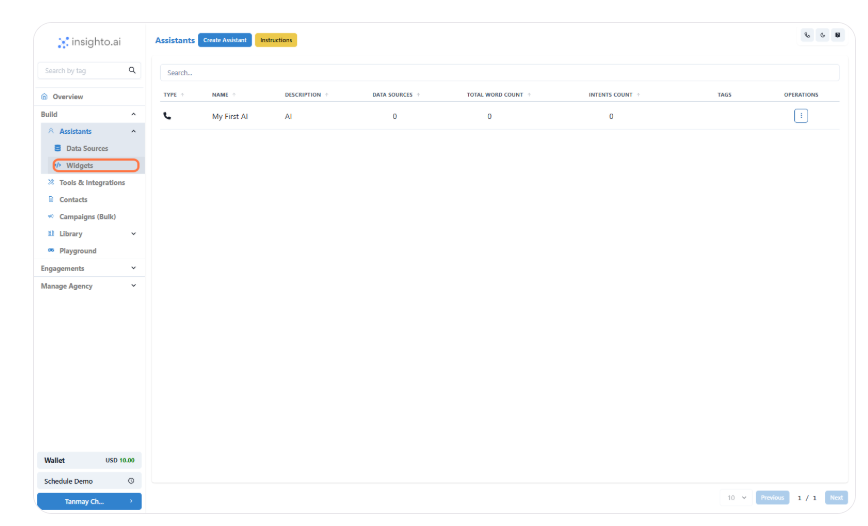 insighto.ai
Search by tag
Overview
Build
Assistants
Data Sources
Widgets
Tools & Integrations
Contacts
Campaigns (Bulk)
Library
Playground
Engagements
Manage Agency
Wallet USD 10.00
Schedule Demo
Tanmay Ch...
Assistants Create Assistant Instructions
Search...
TYPE NAME DESCRIPTION DATA SOURCES TOTAL WORD COUNT INTENTS COUNT TAGS OPERATIONS
My First AI AI 0 0 0
10 Previous 1 / 1 Next